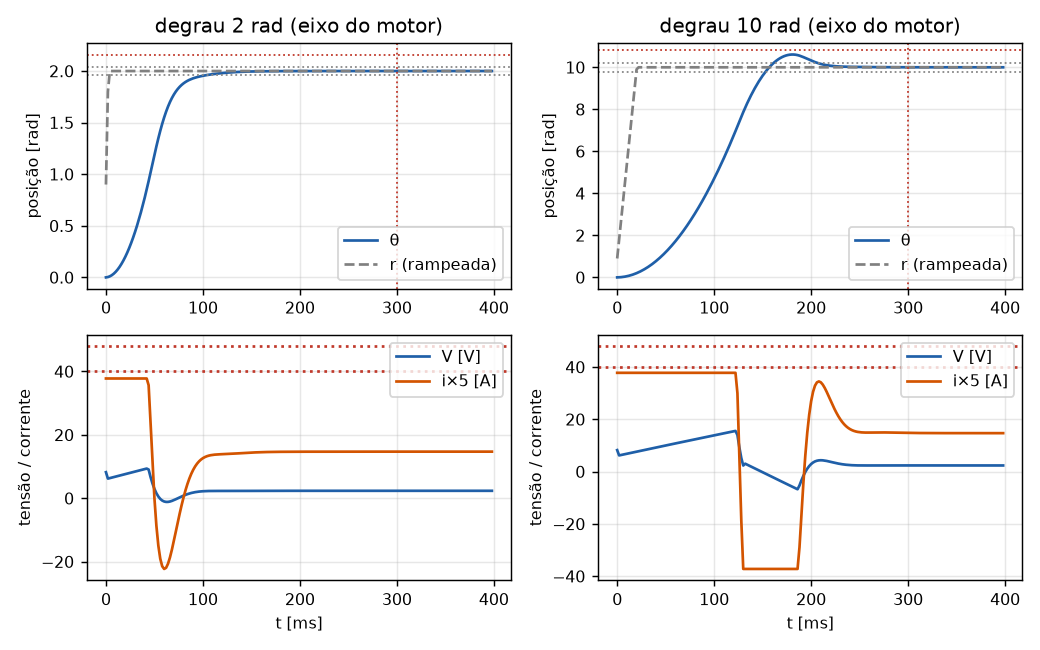 degrau 2 rad (eixo do motor)
posição [rad]
2.0
1.5
1.0
0.5
0.0
0
100
200
300
400
θ
r (rampeada)
degrau 10 rad (eixo do motor)
posição [rad]
10
8
6
4
2
0
0
100
200
300
400
θ
r (rampeada)
tensão / corrente
40
20
0
−20
0
100
200
300
400
t [ms]
V [V]
i×5 [A]
tensão / corrente
40
20
0
−20
−40
0
100
200
300
400
t [ms]
V [V]
i×5 [A]